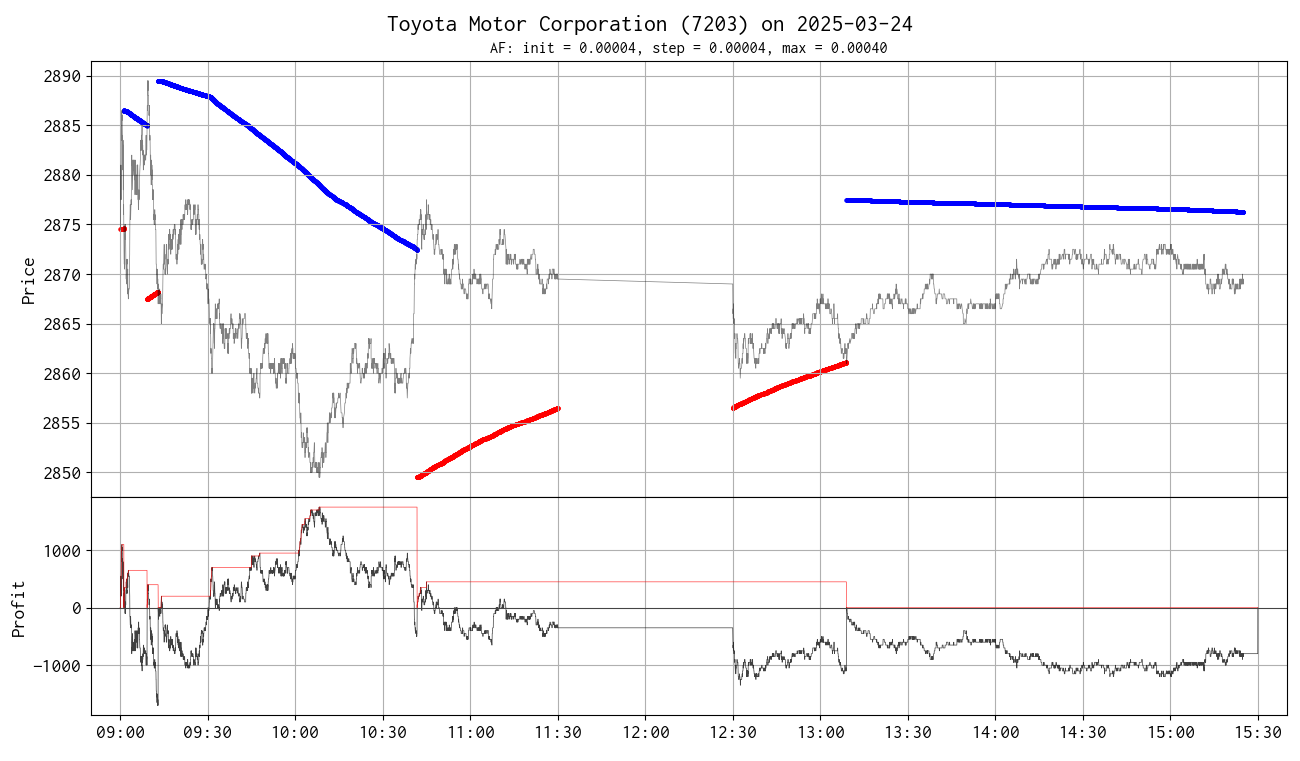 Toyota Motor Corporation (7203) on 2025-03-24
AF: init = 0.00004, step = 0.00004, max = 0.00040
Price
2890
2885
2880
2875
2870
2865
2860
2855
2850
Profit
1000
0
−1000
09:00 09:30 10:00 10:30 11:00 11:30 12:00 12:30 13:00 13:30 14:00 14:30 15:00 15:30